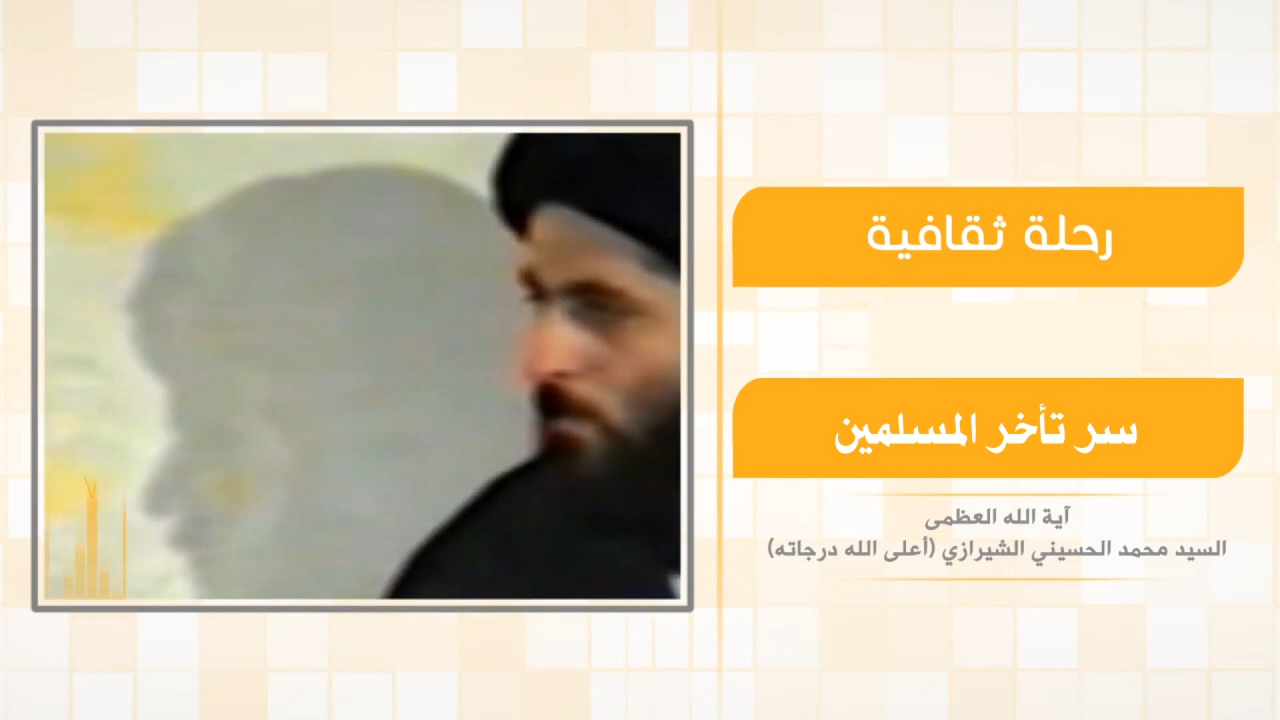 رحلة ثقافية
سر تأخر المسلمين
آية الله العظمى
السيد محمد الحسيني الشيرازي (أعلى الله درجاته)